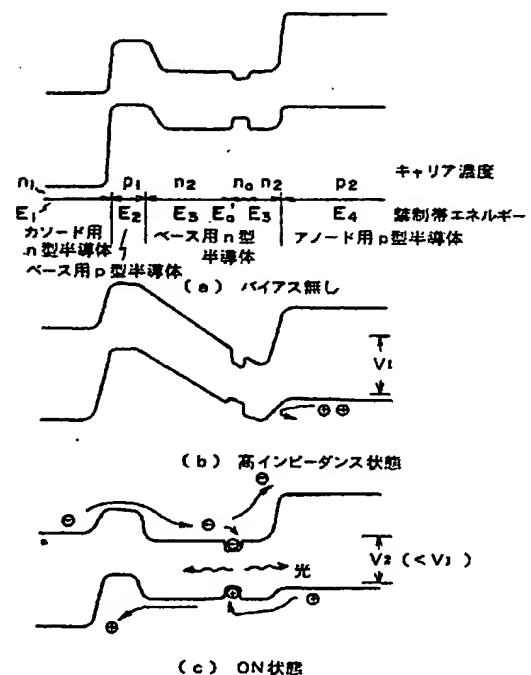 n1 p1 n2 n0 n2 p2 キャリア濃度
E1 E2 E3 E0' E3 E4 禁制帯エネルギー
カソード用 ベース用n型 アノード用p型半導体
n型半導体 半導体
ベース用p型半導体
(a) バイアス無し
V1
⊕ ⊕
(b)高インピーダンス状態
⊖
⊖ ⊖
⊖
V2 (<V1)
光
⊕ ⊕
⊕
(c) ON状態